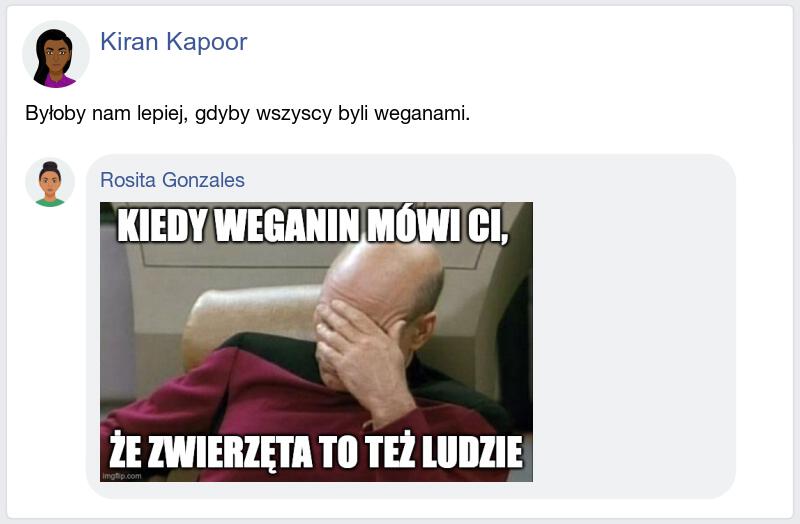 Kiran Kapoor
Byłoby nam lepiej, gdyby wszyscy byli weganami.
Rosita Gonzales
KIEDY WEGANIN MÓWI CI,
ŻE ZWIERZĘTA TO TEŻ LUDZIE
imgflip.com